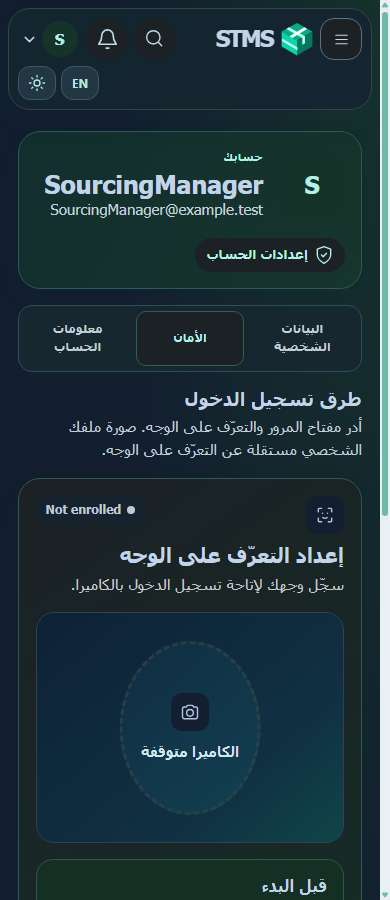 STMS
S
EN
حسابك
SourcingManager
S
SourcingManager@example.test
إعدادات الحساب
البيانات الشخصية
الأمان
معلومات الحساب
طرق تسجيل الدخول
أدر مفتاح المرور والتعرّف على الوجه. صورة ملفك
الشخصي مستقلة عن التعرّف على الوجه.
Not enrolled
إعداد التعرّف على الوجه
سجّل وجهك لإتاحة تسجيل الدخول بالكاميرا.
الكاميرا متوقفة
قبل البدء